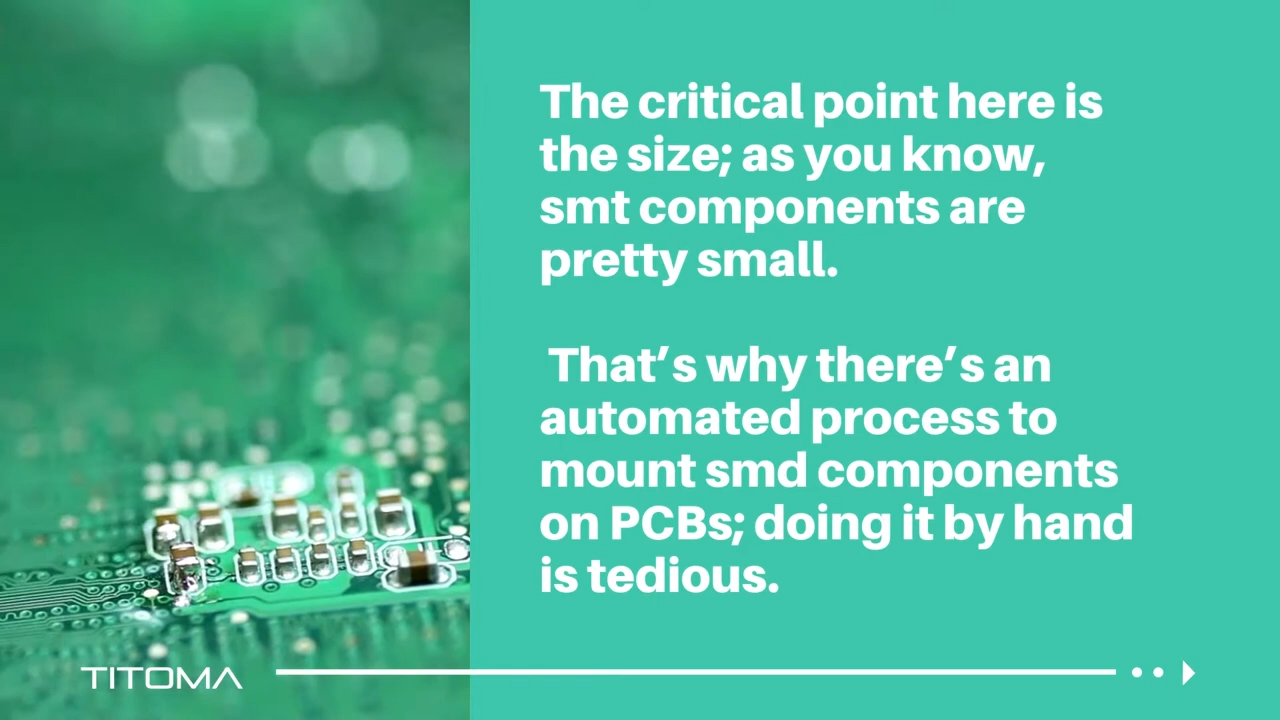 The critical point here is
the size; as you know,
smt components are
pretty small.
That’s why there’s an
automated process to
mount smd components
on PCBs; doing it by hand
is tedious.
TITOMA